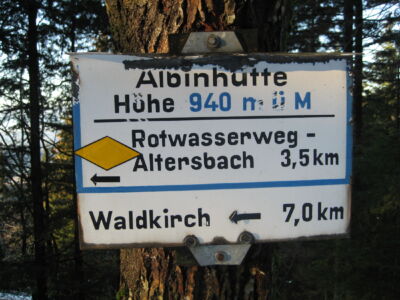 Albinhütte
Höhe 940 m ü M
Rotwasserweg -
Altersbach 3,5 km
Waldkirch 7,0 km